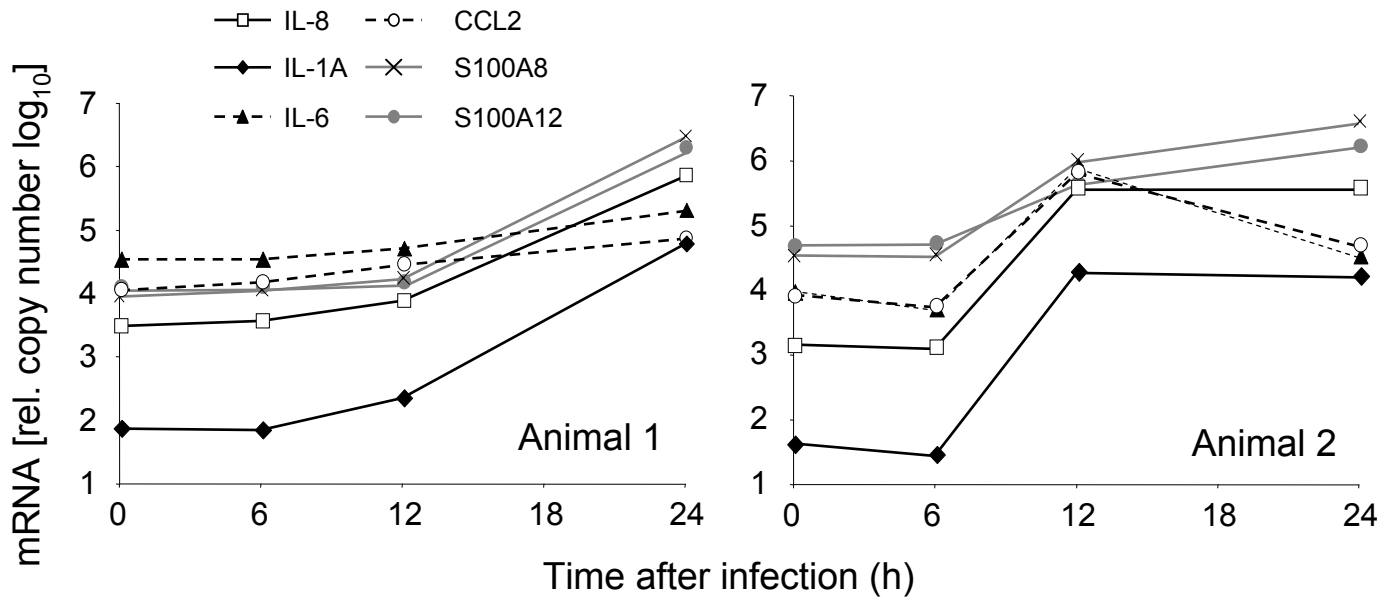 IL-8
CCL2
IL-1A
S100A8
IL-6
S100A12
mRNA [rel. copy number log10]
7
6
5
4
3
2
1
0 6 12 18 24
Animal 1
7
6
5
4
3
2
1
0 6 12 18 24
Animal 2
Time after infection (h)